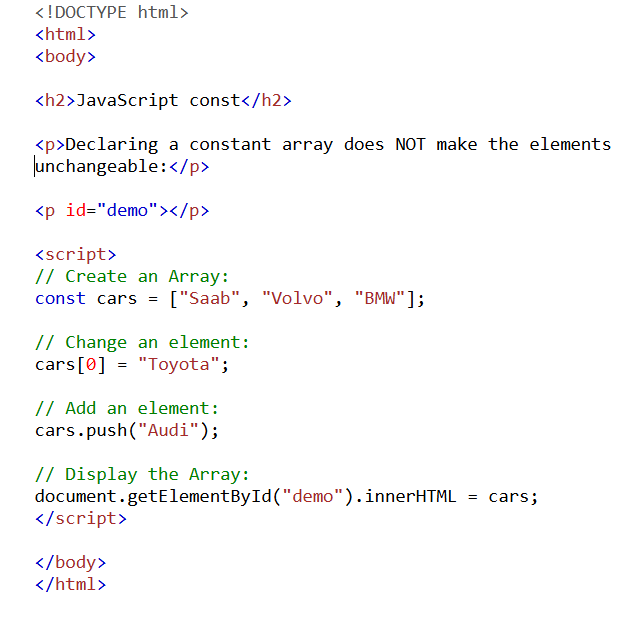 <!DOCTYPE html>
<html>
<body>
<h2>JavaScript const</h2>
<p>Declaring a constant array does NOT make the elements
unchangeable:</p>
<p id="demo"></p>
<script>
// Create an Array:
const cars = ["Saab", "Volvo", "BMW"];
// Change an element:
cars[0] = "Toyota";
// Add an element:
cars.push("Audi");
// Display the Array:
document.getElementById("demo").innerHTML = cars;
</script>
</body>
</html>